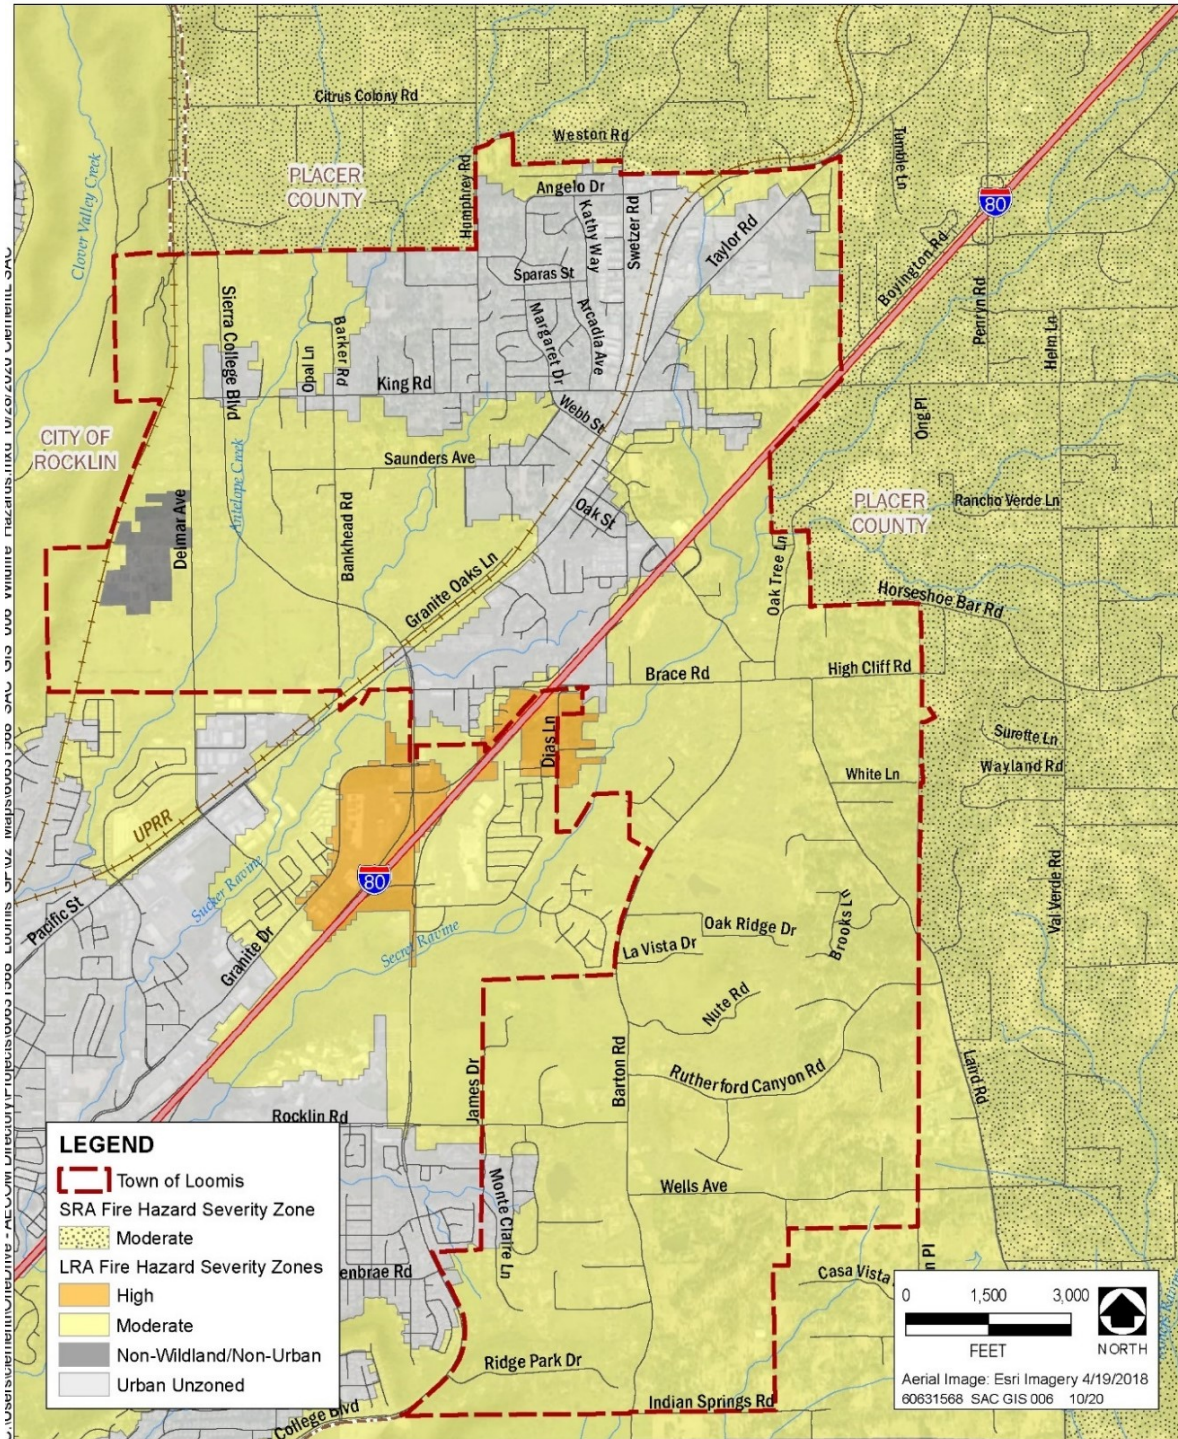 Citrus Colony Rd
Weston Rd
Tumble Ln
Clover Valley Creek
PLACER
COUNTY
Humphrey Rd
Angelo Dr
Kathy Way
Swetzer Rd
Taylor Rd
80
Boyington Rd
Penryn Rd
Helm Ln
Sparas St
Margaret Dr
Arcadia Ave
Sierra College Blvd
Opal Ln
Barker Rd
King Rd
Webb St
Ong Pl
CITY OF
ROCKLIN
Saunders Ave
Antelope Creek
Delmar Ave
Bankhead Rd
Oak St
PLACER
COUNTY
Rancho Verde Ln
Oak Tree Ln
Granite Oaks Ln
Horseshoe Bar Rd
Brace Rd
High Cliff Rd
Dias Ln
Surette Ln
Wayland Rd
White Ln
UPRR
Sucker Ravine
80
Pacific St
Granite Dr
Secret Ravine
Oak Ridge Dr
La Vista Dr
Brooks Ln
Val Verde Rd
Nute Rd
Rutherford Canyon Rd
Barton Rd
James Dr
Laird Rd
Rocklin Rd
Monte Claire Ln
Wells Ave
enbrae Rd
Casa Vista
n Pl
Ridge Park Dr
Indian Springs Rd
College Blvd
LEGEND
Town of Loomis
SRA Fire Hazard Severity Zone
Moderate
LRA Fire Hazard Severity Zones
High
Moderate
Non-Wildland/Non-Urban
Urban Unzoned
0 1,500 3,000
FEET
NORTH
Aerial Image: Esri Imagery 4/19/2018
60631568 SAC GIS 006 10/20